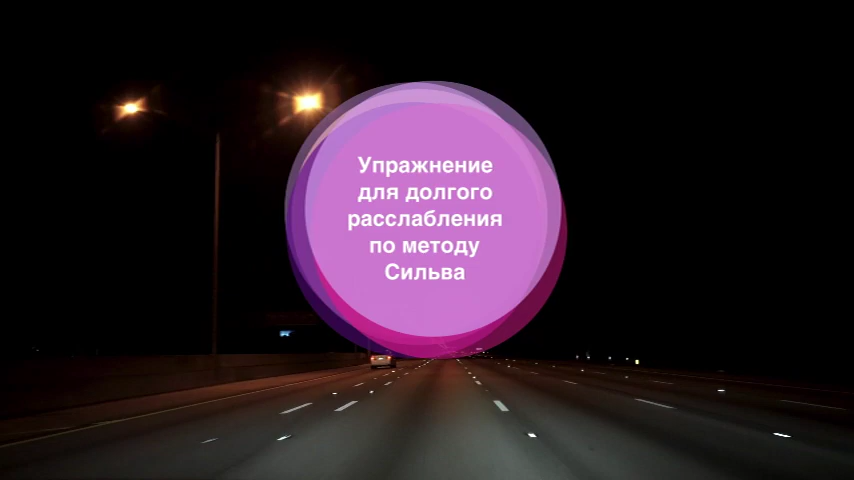 Упражнение
для долгого
расслабления
по методу
Сильва